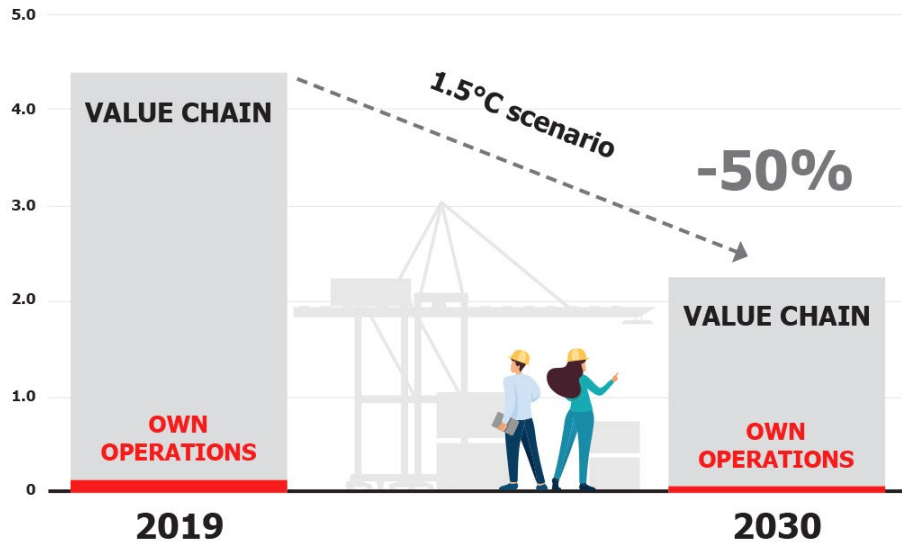 5.0
4.0
3.0
2.0
1.0
0
VALUE CHAIN
OWN
OPERATIONS
2019
1.5°C scenario
-50%
VALUE CHAIN
OWN
OPERATIONS
2030